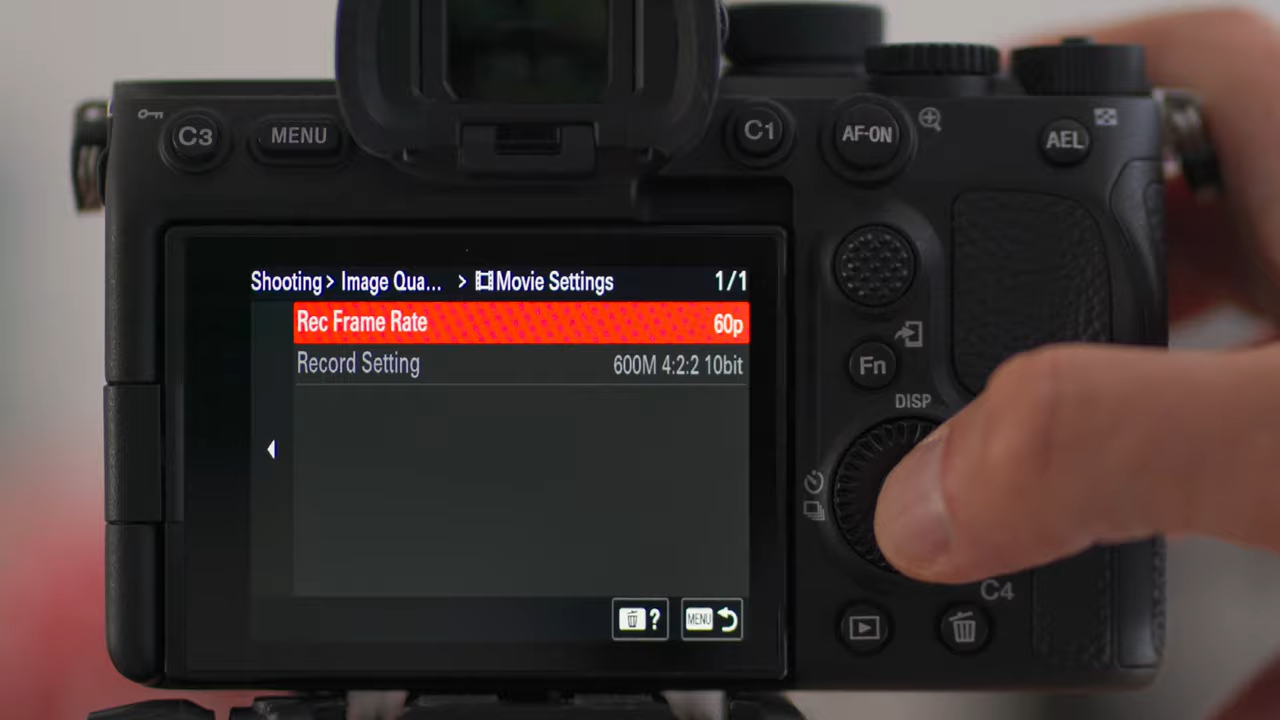 C3
MENU
C1
AF-ON
AEL
Shooting> Image Qua... > Movie Settings 1/1
Rec Frame Rate 60p
Record Setting 600M 4:2:2 10bit
Fn
DISP
C4
?
MENU